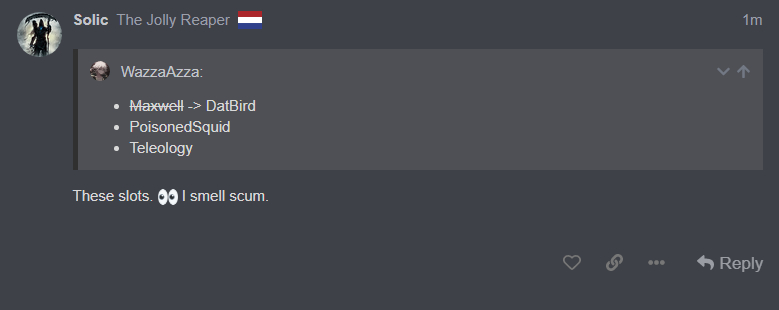 Solic The Jolly Reaper 1m
WazzaAzza:
Maxwell -> DatBird
PoisonedSquid
Teleology
These slots. 👀 I smell scum.
Reply